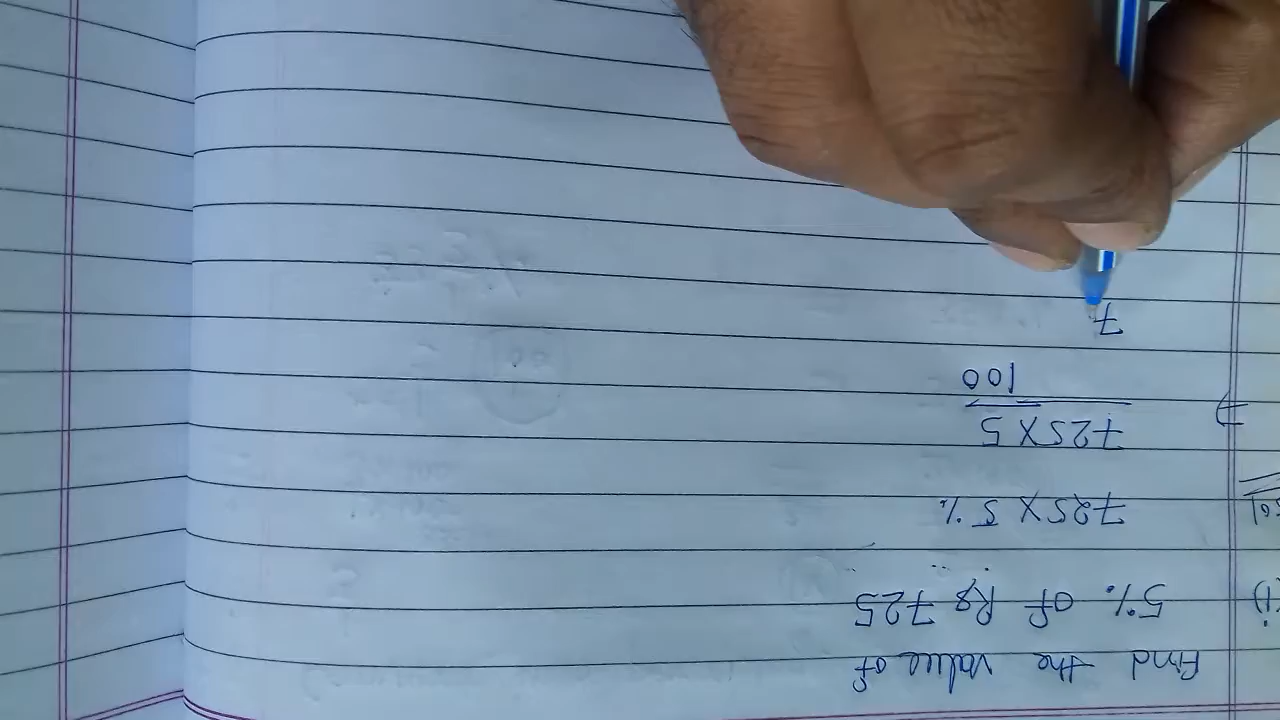 Find the value of
(i) 5% of Rs 725
Sol 725 X 5%
⇒ 725 X 5
100
7